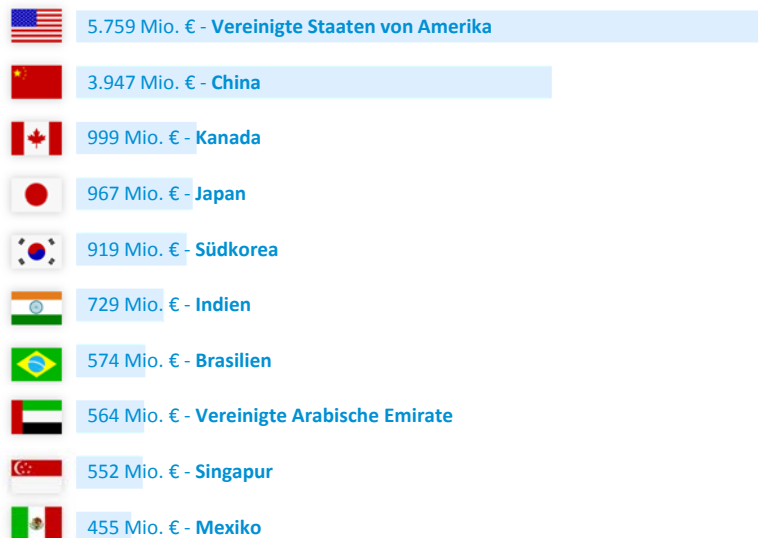 5.759 Mio. € - Vereinigte Staaten von Amerika
3.947 Mio. € - China
999 Mio. € - Kanada
967 Mio. € - Japan
919 Mio. € - Südkorea
729 Mio. € - Indien
574 Mio. € - Brasilien
564 Mio. € - Vereinigte Arabische Emirate
552 Mio. € - Singapur
455 Mio. € - Mexiko